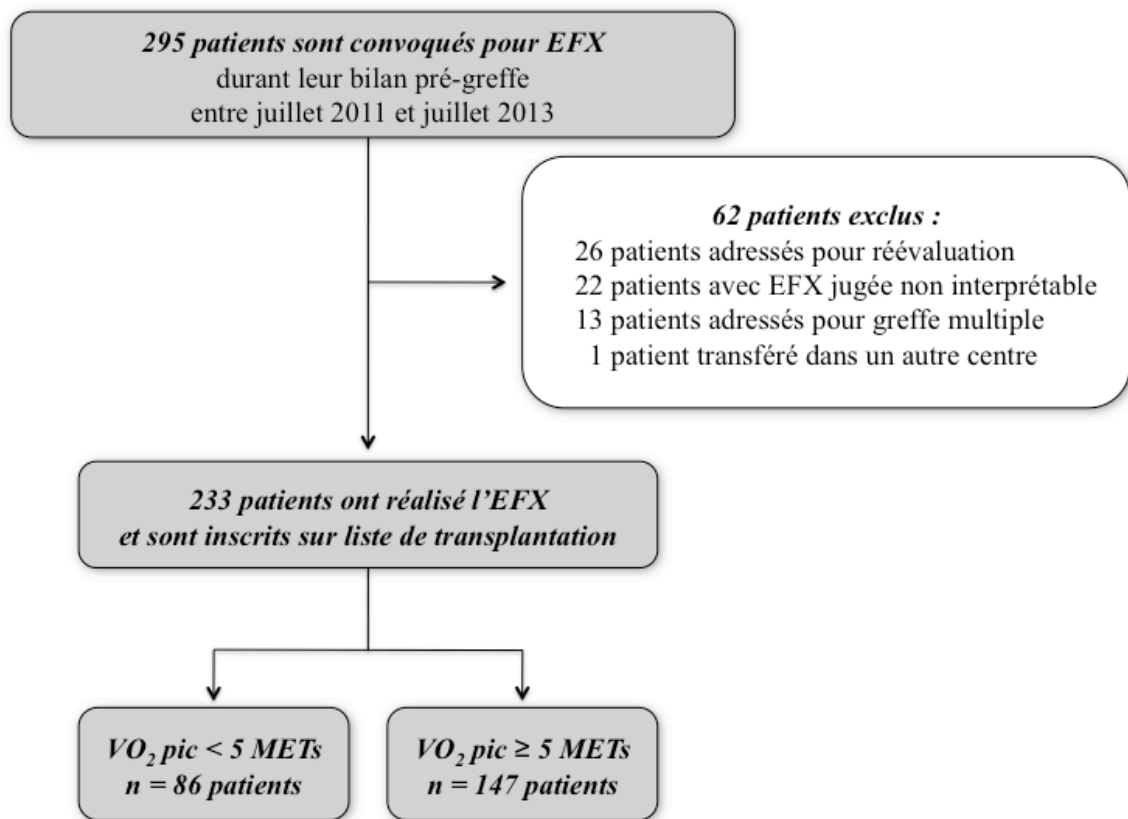 295 patients sont convoqués pour EFX
durant leur bilan pré-greffe
entre juillet 2011 et juillet 2013
62 patients exclus :
26 patients adressés pour réévaluation
22 patients avec EFX jugée non interprétable
13 patients adressés pour greffe multiple
1 patient transféré dans un autre centre
233 patients ont réalisé l’EFX
et sont inscrits sur liste de transplantation
VO₂ pic < 5 METs
n = 86 patients
VO₂ pic ≥ 5 METs
n = 147 patients